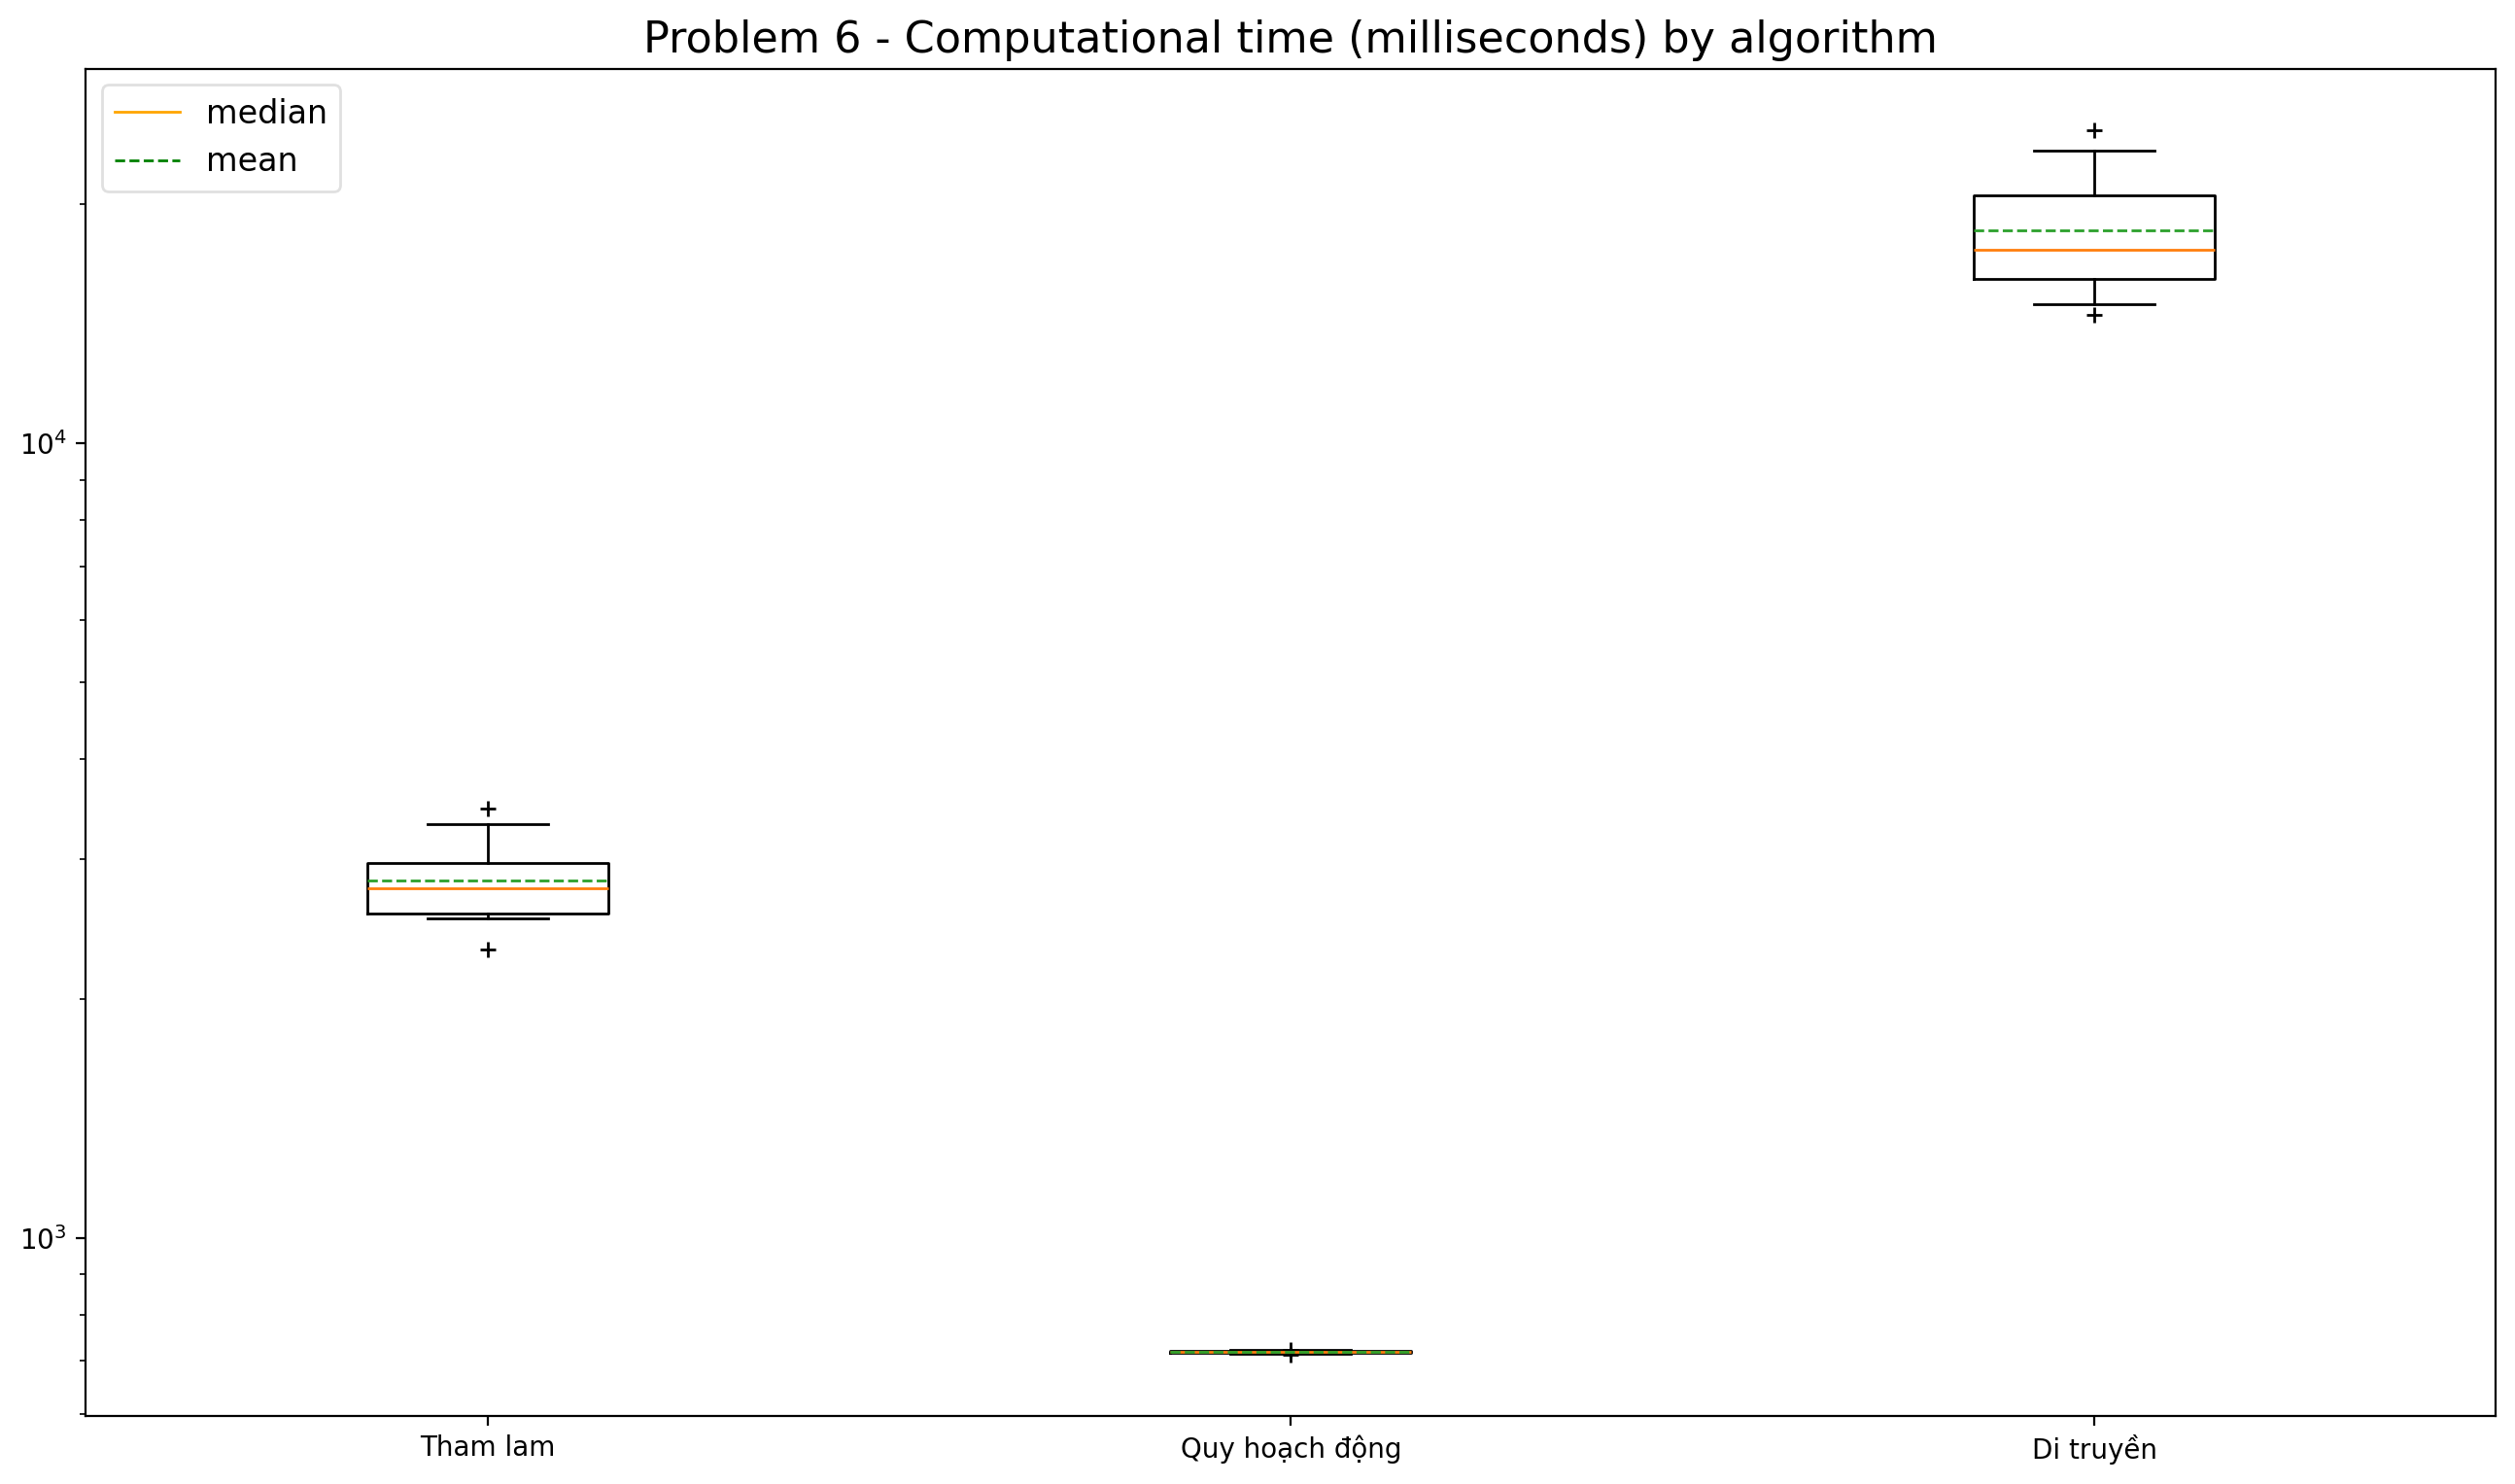 Problem 6 - Computational time (milliseconds) by algorithm
median
mean
10⁴
10³
Tham lam
Quy hoạch động
Di truyền